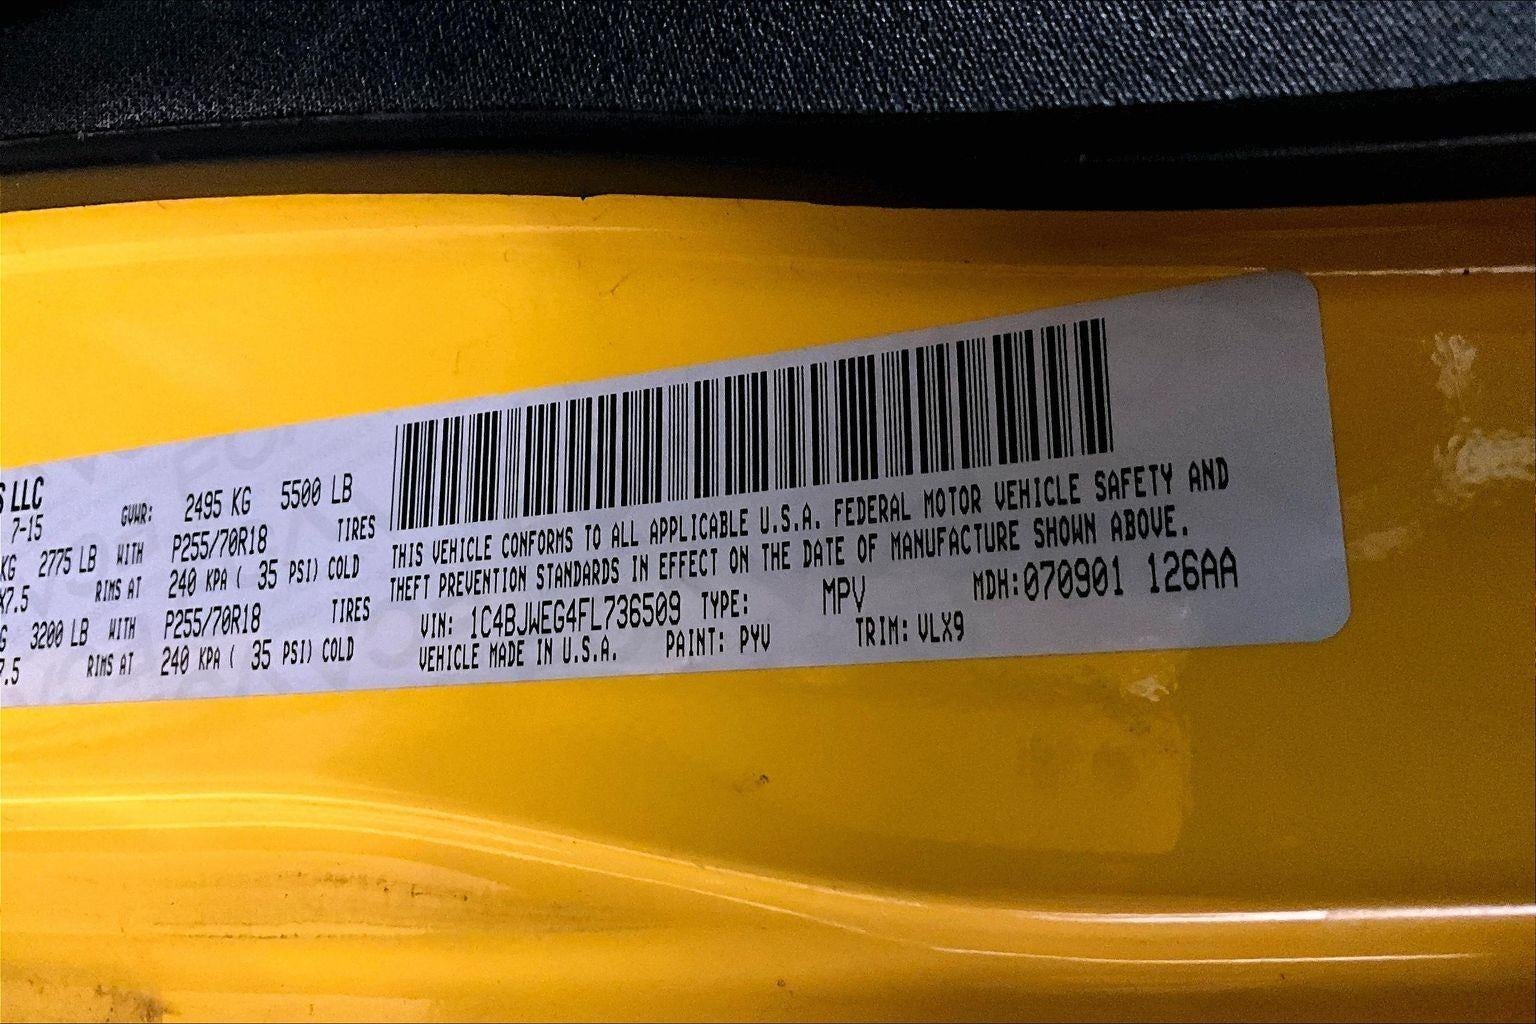 S LLC
7-15 GVWR: 2495 KG 5500 LB
KG 2775 LB WITH P255/70R18 TIRES
X7.5 RIMS AT 240 KPA ( 35 PSI) COLD
G 3200 LB WITH P255/70R18 TIRES
7.5 RIMS AT 240 KPA ( 35 PSI) COLD
THIS VEHICLE CONFORMS TO ALL APPLICABLE U.S.A. FEDERAL MOTOR VEHICLE SAFETY AND
THEFT PREVENTION STANDARDS IN EFFECT ON THE DATE OF MANUFACTURE SHOWN ABOVE.
VIN: 1C4BJWEG4FL736509 TYPE: MPV MDH:070901 126AA
VEHICLE MADE IN U.S.A. PAINT: PYV TRIM: VLX9